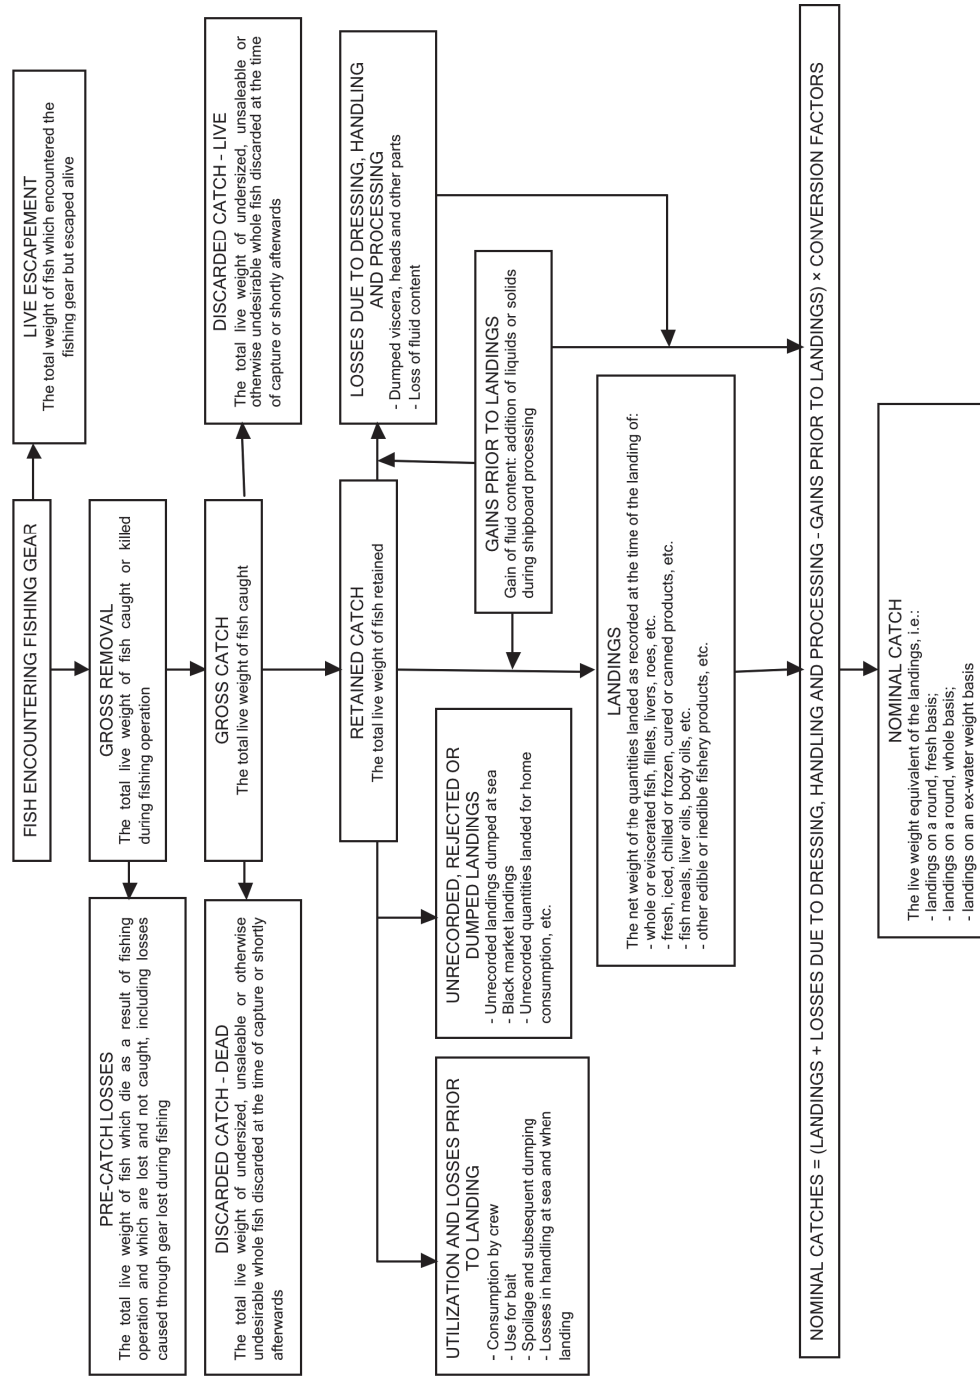 FISH ENCOUNTERING FISHING GEAR
LIVE ESCAPEMENT
The total weight of fish which encountered the
fishing gear but escaped alive
PRE-CATCH LOSSES
The total live weight of fish which die as a result of fishing
operation and which are lost and not caught, including losses
caused through gear lost during fishing
GROSS REMOVAL
The total live weight of fish caught or killed
during fishing operation
DISCARDED CATCH - DEAD
The total live weight of undersized, unsaleable or otherwise
undesirable whole fish discarded at the time of capture or shortly
afterwards
GROSS CATCH
The total live weight of fish caught
DISCARDED CATCH - LIVE
The total live weight of undersized, unsaleable or
otherwise undesirable whole fish discarded at the time
of capture or shortly afterwards
RETAINED CATCH
The total live weight of fish retained
LOSSES DUE TO DRESSING, HANDLING
AND PROCESSING
- Dumped viscera, heads and other parts
- Loss of fluid content
UTILIZATION AND LOSSES PRIOR
TO LANDING
- Consumption by crew
- Use for bait
- Spoilage and subsequent dumping
- Losses in handling at sea and when
landing
UNRECORDED, REJECTED OR
DUMPED LANDINGS
- Unrecorded landings dumped at sea
- Black market landings
- Unrecorded quantities landed for home
consumption, etc.
GAINS PRIOR TO LANDINGS
Gain of fluid content: addition of liquids or solids
during shipboard processing
LANDINGS
The net weight of the quantities landed as recorded at the time of the landing of:
- whole or eviscerated fish, fillets, livers, roes, etc.
- fresh, iced, chilled or frozen, cured or canned products, etc.
- fish meals, liver oils, body oils, etc.
- other edible or inedible fishery products, etc.
NOMINAL CATCHES = (LANDINGS + LOSSES DUE TO DRESSING, HANDLING AND PROCESSING - GAINS PRIOR TO LANDINGS) × CONVERSION FACTORS
NOMINAL CATCH
The live weight equivalent of the landings, i.e.:
- landings on a round, fresh basis;
- landings on a round, whole basis;
- landings on an ex-water weight basis